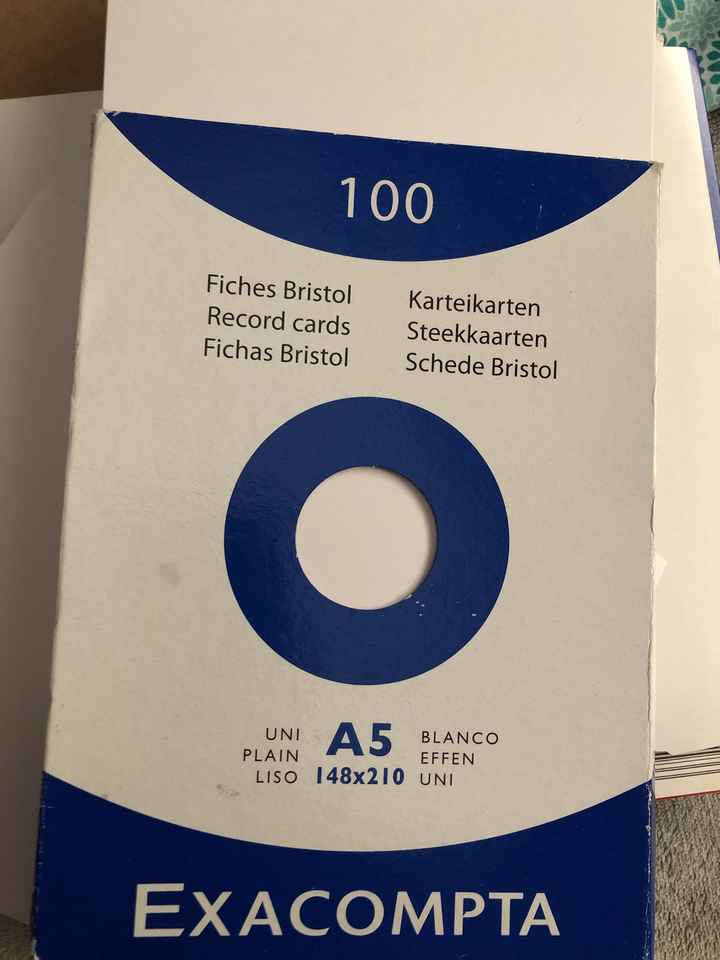 100
Fiches Bristol
Record cards
Fichas Bristol
Karteikarten
Steekkaarten
Schede Bristol
UNI
PLAIN
LISO
A5
148x210
BLANCO
EFFEN
UNI
EXACOMPTA